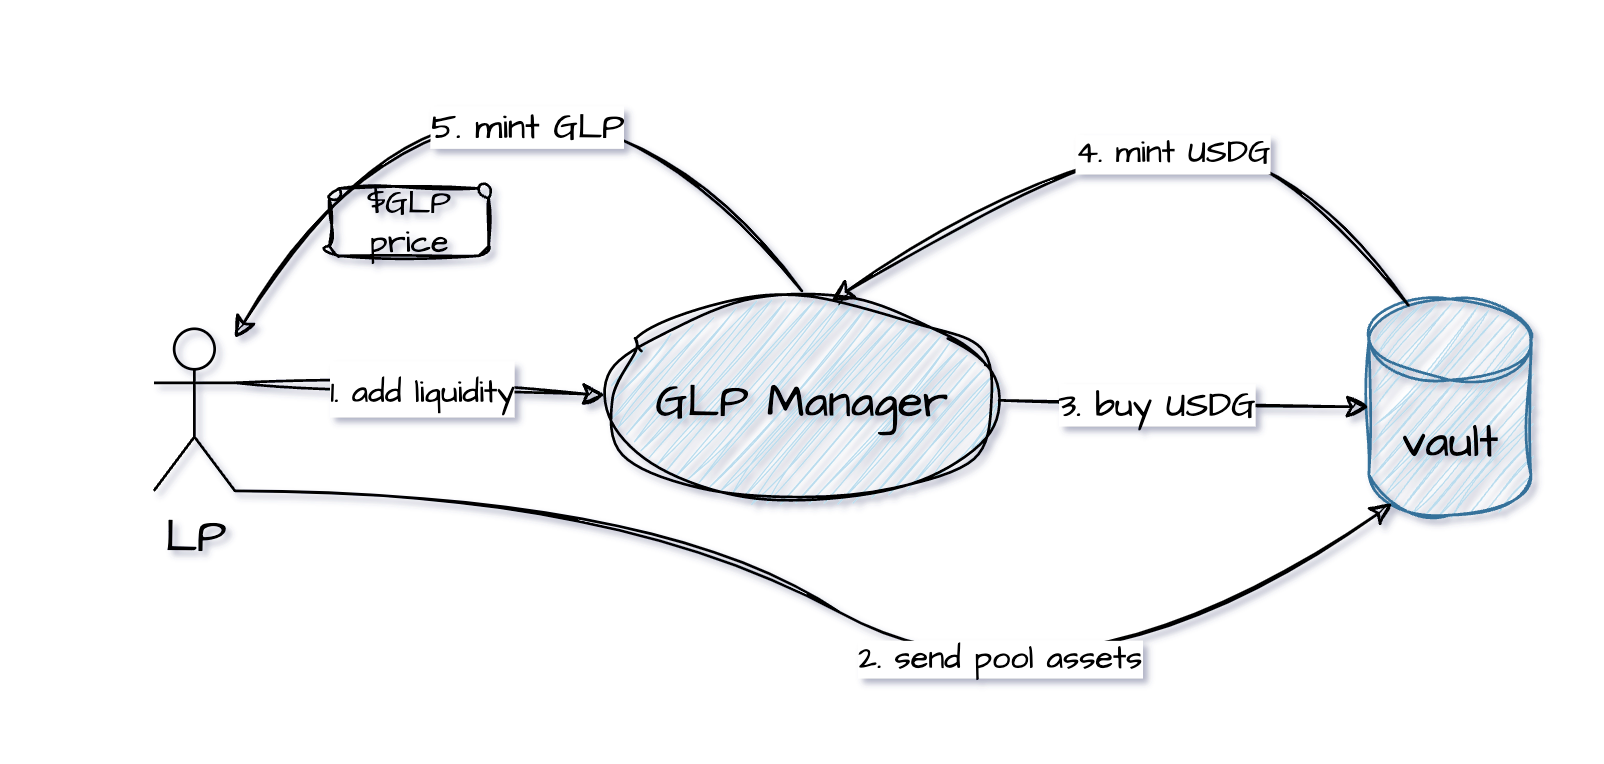 5. mint GLP
4. mint USDG
$GLP
price
1. add liquidity
GLP Manager
3. buy USDG
vault
LP
2. send pool assets